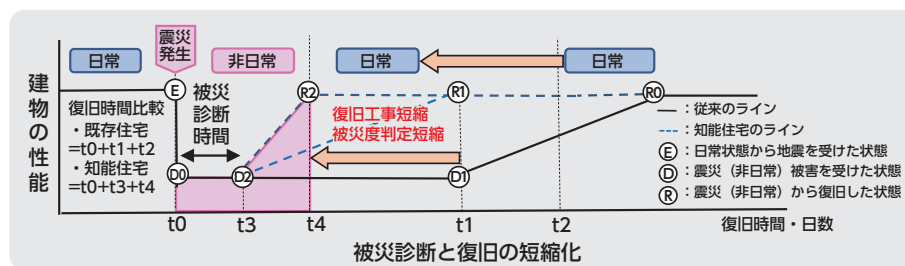 震災
発生
日常
非日常
日常
日常
建物の性能
E
R2
R1
R0
復旧時間比較
・既存住宅
=t0+t1+t2
・知能住宅
=t0+t3+t4
被災
診断
時間
復旧工事短縮
被災度判定短縮
D0
D2
D1
:従来のライン
:知能住宅のライン
E:日常状態から地震を受けた状態
D:震災(非日常)被害を受けた状態
R:震災(非日常)から復旧した状態
t0
t3
t4
t1
t2
復旧時間・日数
被災診断と復旧の短縮化